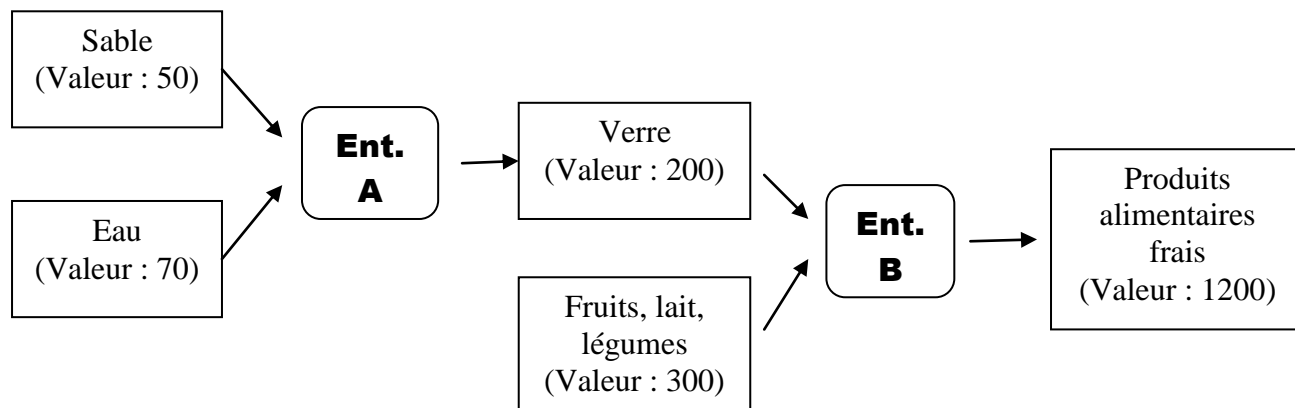 Sable
(Valeur : 50)
Eau
(Valeur : 70)
Ent.
A
Verre
(Valeur : 200)
Fruits, lait,
légumes
(Valeur : 300)
Ent.
B
Produits
alimentaires
frais
(Valeur : 1200)